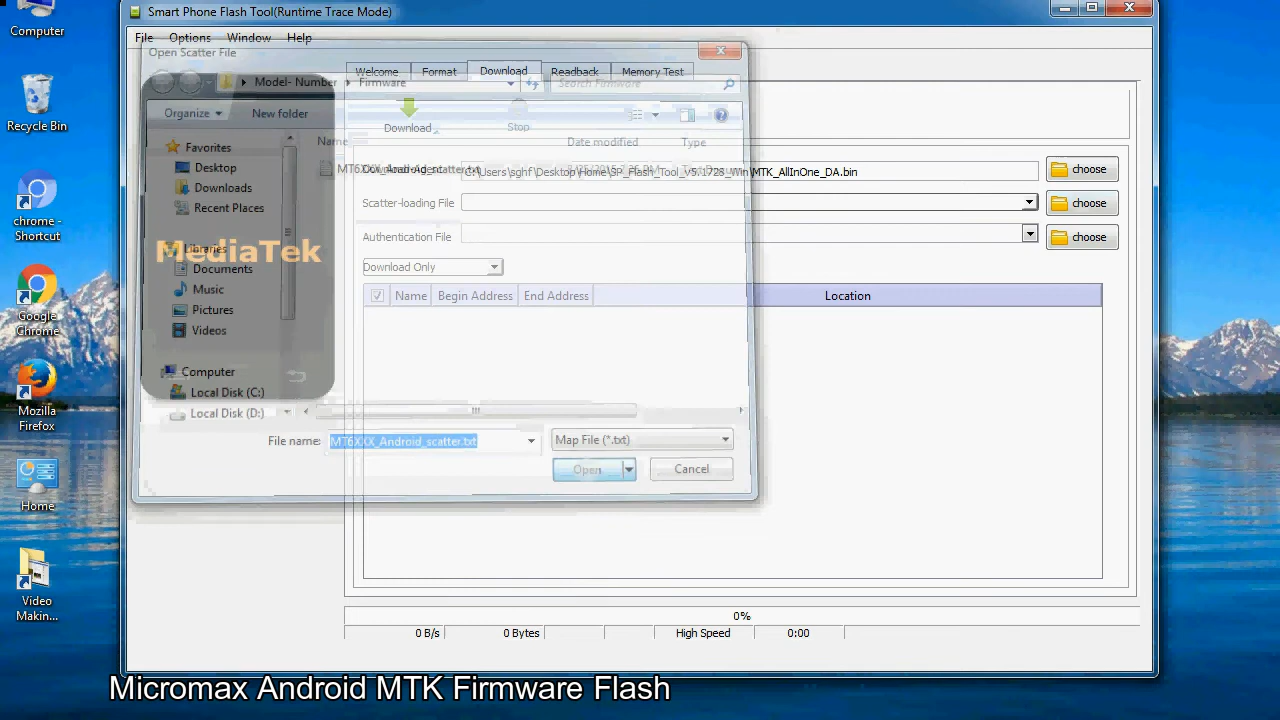 Smart Phone Flash Tool(Runtime Trace Mode)
File Options Window Help
Open Scatter File
Welcome Format Download Readback Memory Test
Model- Number Firmware
Search Firmware
Organize New folder
Download Stop
Name Date modified Type
MT6XXX_Android_scatter.txt
C:\Users\sghf\Desktop\Home\SP_Flash_Tool_v5.1728_Win\MTK_AllInOne_DA.bin
choose
Scatter-loading File
choose
Authentication File
choose
Download Only
Name Begin Address End Address Location
Favorites
Desktop
Downloads
Recent Places
Libraries
MediaTek
Documents
Music
Pictures
Videos
Computer
Local Disk (C:)
Local Disk (D:)
File name: MT6XXX_Android_scatter.txt
Map File (*.txt)
Open Cancel
0%
0 B/s 0 Bytes High Speed 0:00
Computer
Recycle Bin
chrome -
Shortcut
Google
Chrome
Mozilla
Firefox
Home
Video
Makin...
Micromax Android MTK Firmware Flash